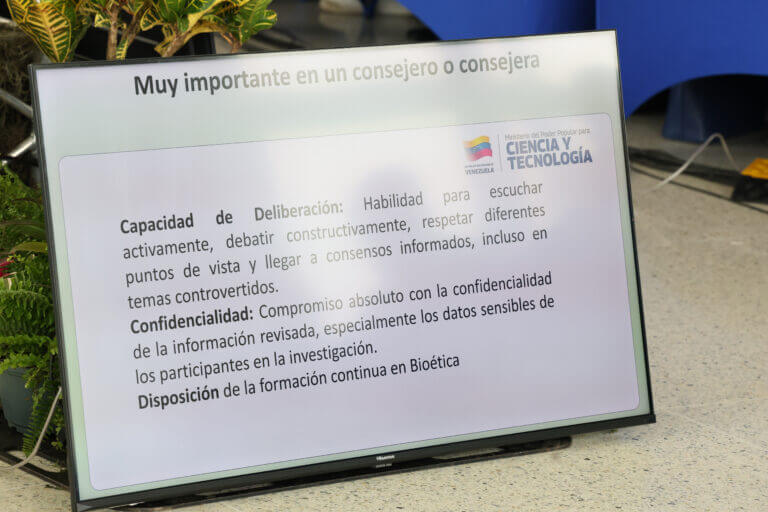 Muy importante en un consejero o consejera
VENEZUELA
Ministerio del Poder Popular para
CIENCIA Y
TECNOLOGÍA
Capacidad de Deliberación: Habilidad para escuchar
activamente, debatir constructivamente, respetar diferentes
puntos de vista y llegar a consensos informados, incluso en
temas controvertidos.
Confidencialidad: Compromiso absoluto con la confidencialidad
de la información revisada, especialmente los datos sensibles de
los participantes en la investigación.
Disposición de la formación continua en Bioética
Hisense